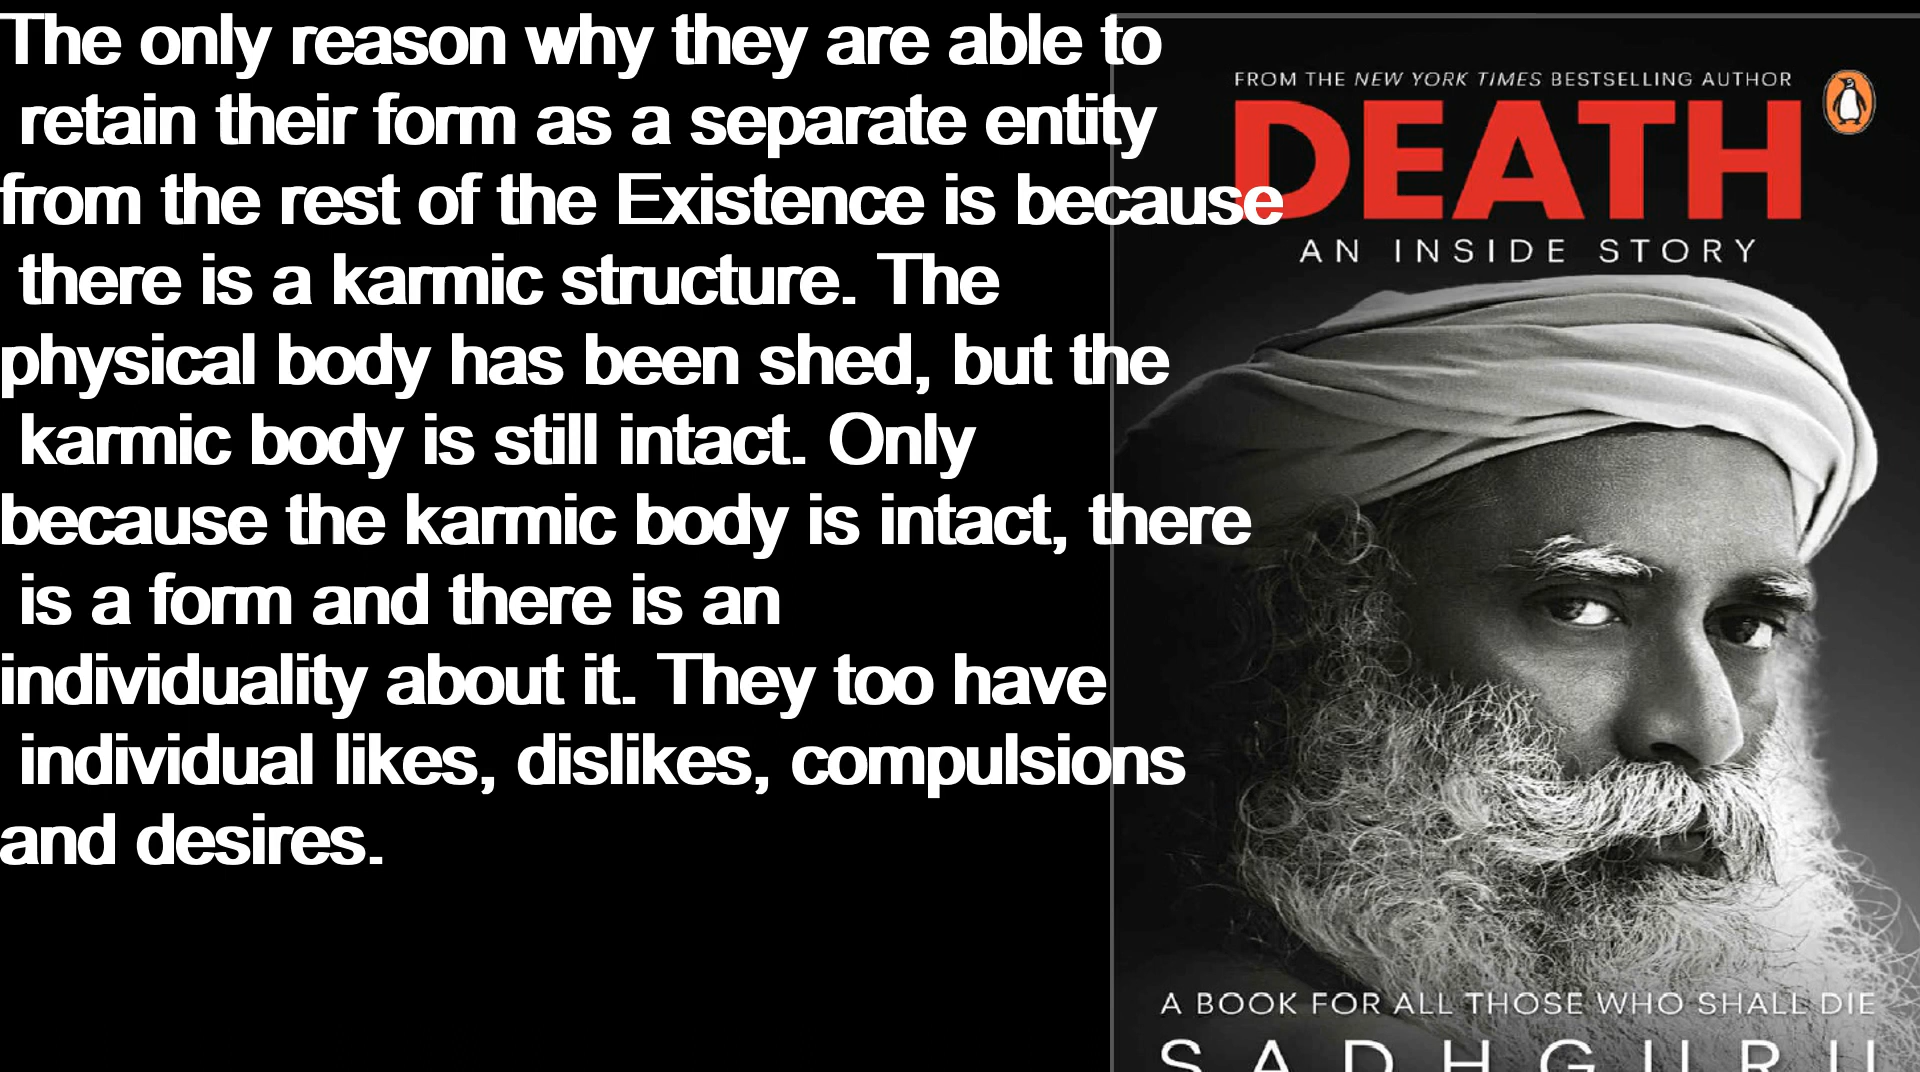 The only reason why they are able to
retain their form as a separate entity
from the rest of the Existence is because
there is a karmic structure. The
physical body has been shed, but the
karmic body is still intact. Only
because the karmic body is intact, there
is a form and there is an
individuality about it. They too have
individual likes, dislikes, compulsions
and desires.
FROM THE NEW YORK TIMES BESTSELLING AUTHOR
DEATH
AN INSIDE STORY
A BOOK FOR ALL THOSE WHO SHALL DIE
SADHGURU